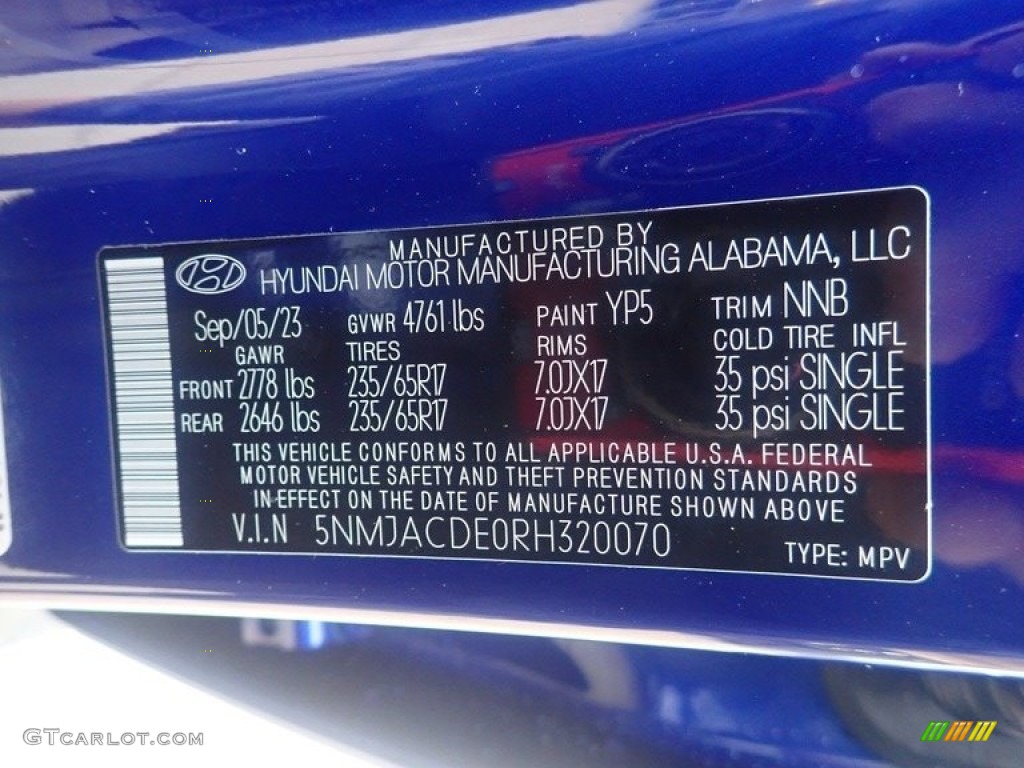 MANUFACTURED BY
HYUNDAI MOTOR MANUFACTURING ALABAMA, LLC
Sep/05/23 GVWR 4761 lbs PAINT YP5 TRIM NNB
GAWR TIRES RIMS COLD TIRE INFL
FRONT 2778 lbs 235/65R17 7.0JX17 35 psi SINGLE
REAR 2646 lbs 235/65R17 7.0JX17 35 psi SINGLE
THIS VEHICLE CONFORMS TO ALL APPLICABLE U.S.A. FEDERAL
MOTOR VEHICLE SAFETY AND THEFT PREVENTION STANDARDS
IN EFFECT ON THE DATE OF MANUFACTURE SHOWN ABOVE
V.I.N 5NMJACDE0RH320070
TYPE: MPV
GTCARLOT.COM